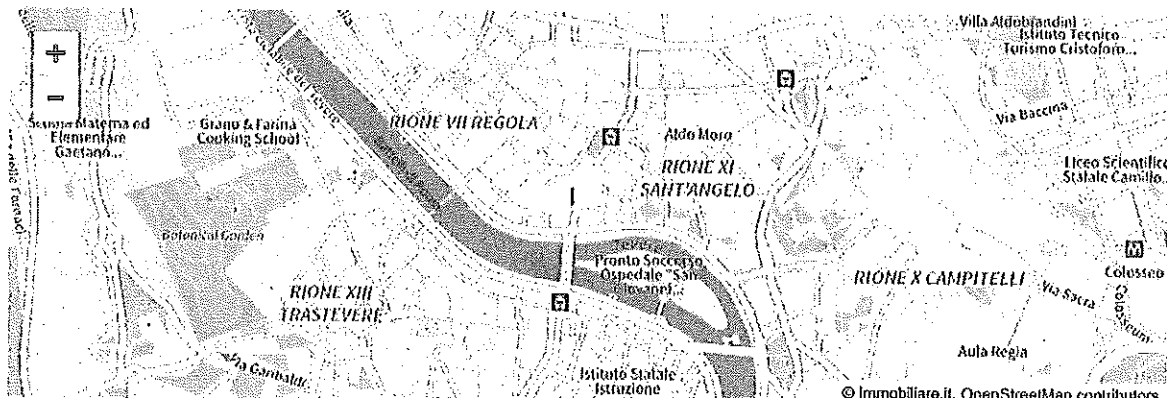 +
−
Villa Aldobrandini
Istituto Tecnico
Turismo Cristoforo...
Via Baccina
Scuola Materna ed
Elementare
Gaetano...
Grano & Farina
Cooking School
RIONE VII REGOLA
Aldo Moro
RIONE XI
SANT'ANGELO
Liceo Scientifico
Statale Camillo...
Botanical Garden
Tevere
Pronto Soccorso
Ospedale "San
Giovanni...
M
Colosseo
RIONE XIII
TRASTEVERE
RIONE X CAMPITELLI
Via Sacra
Via Garibaldi
Aula Regia
Istituto Statale
Istruzione
© Immobiliare.it, OpenStreetMap contributors